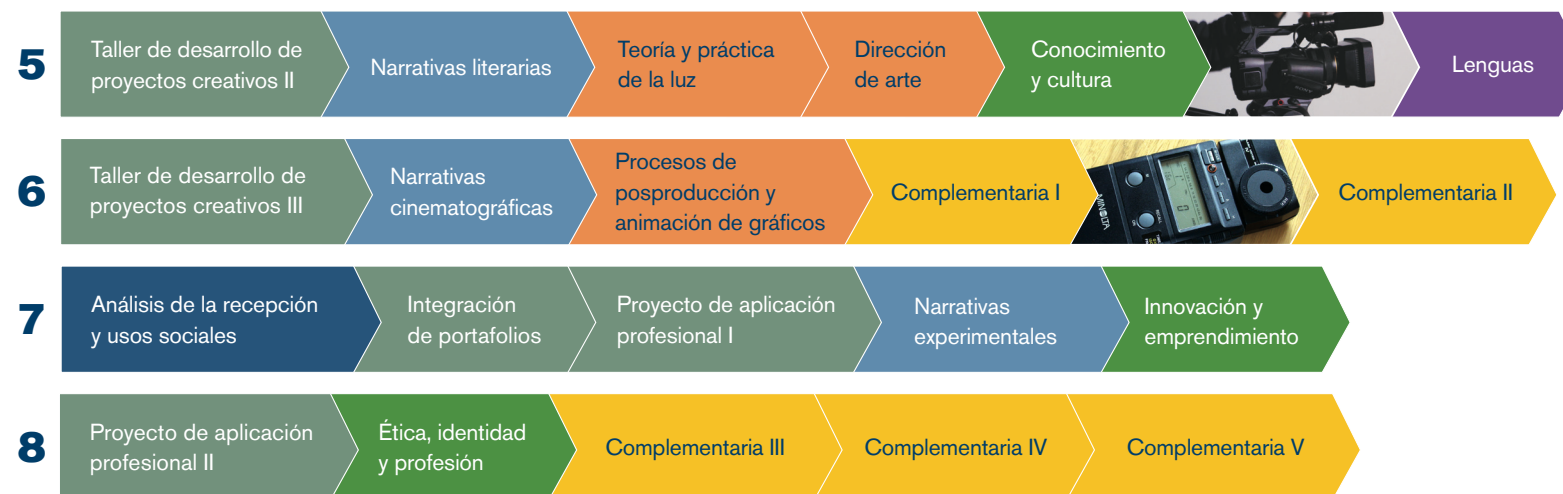 5
Taller de desarrollo de
proyectos creativos II
Narrativas literarias
Teoría y práctica
de la luz
Dirección
de arte
Conocimiento
y cultura
Lenguas
6
Taller de desarrollo de
proyectos creativos III
Narrativas
cinematográficas
Procesos de
posproducción y
animación de gráficos
Complementaria I
MINOLTA
Complementaria II
7
Análisis de la recepción
y usos sociales
Integración
de portafolios
Proyecto de aplicación
profesional I
Narrativas
experimentales
Innovación y
emprendimiento
8
Proyecto de aplicación
profesional II
Ética, identidad
y profesión
Complementaria III
Complementaria IV
Complementaria V